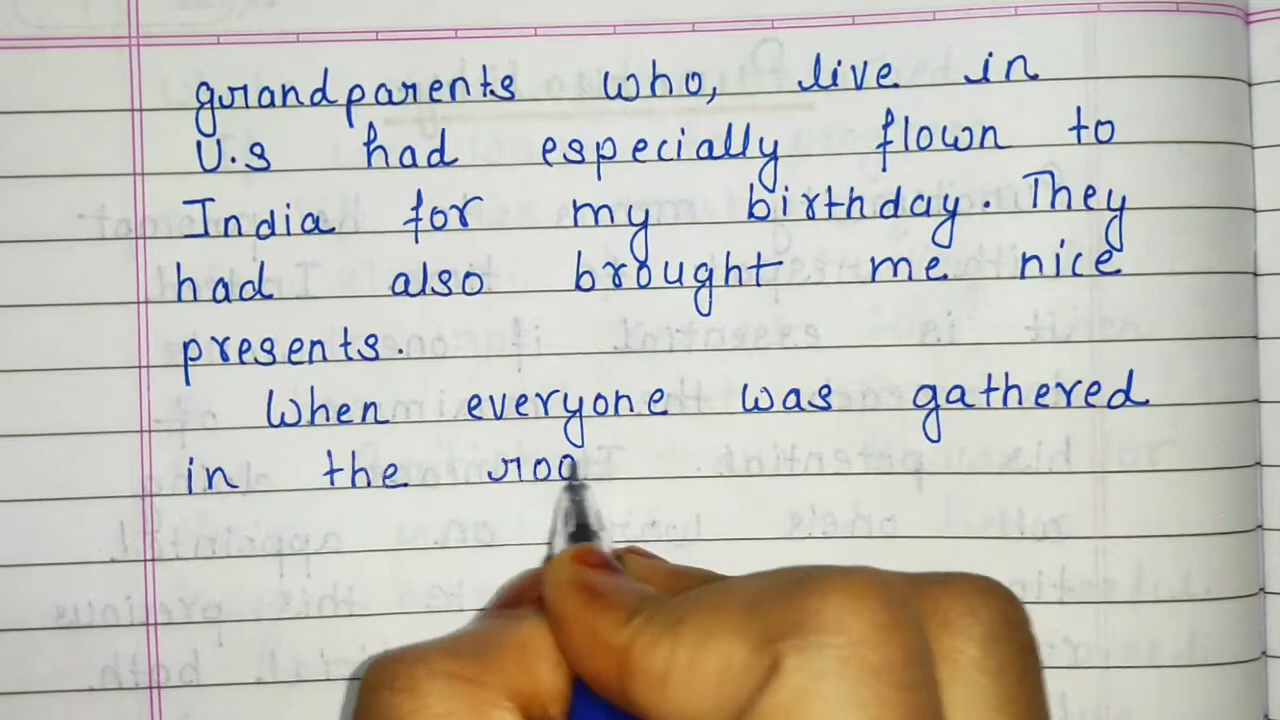 grandparents who, live in
U.s had especially flown to
India for my birthday. They
had also brought me nice
presents.
When everyone was gathered
in the roo